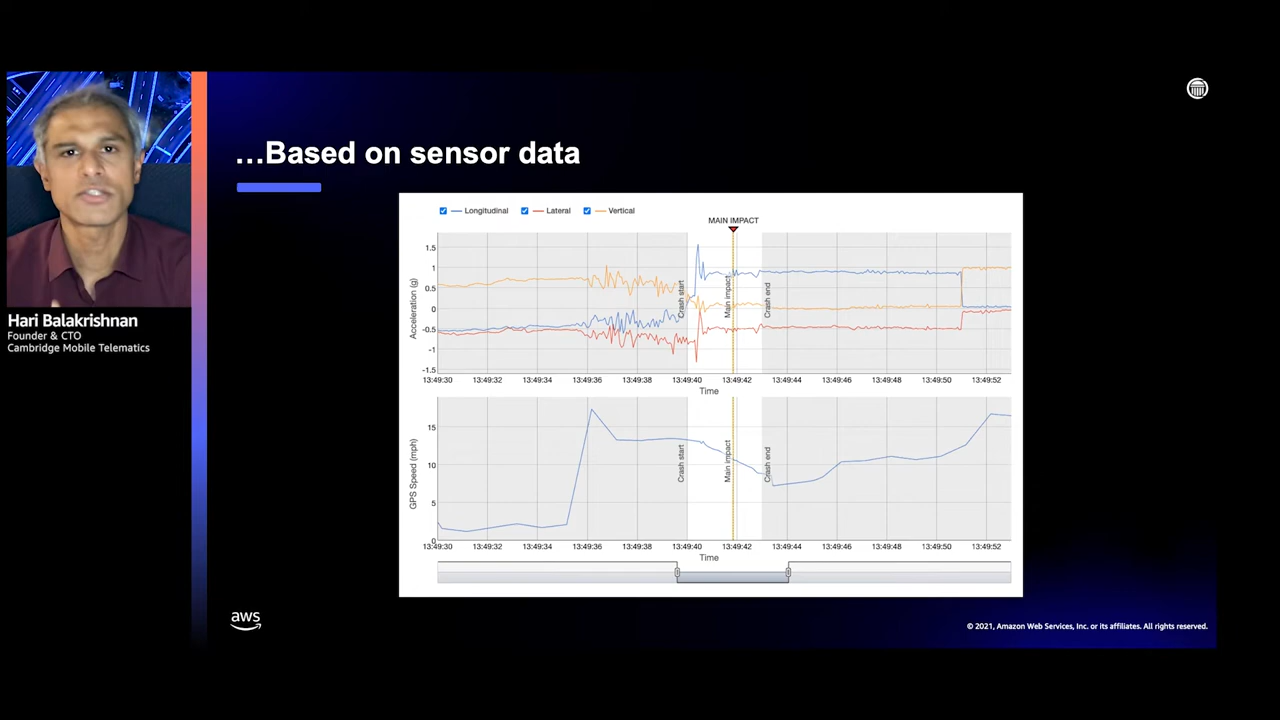 …Based on sensor data
Hari Balakrishnan
Founder & CTO
Cambridge Mobile Telematics
Longitudinal Lateral Vertical
MAIN IMPACT
Acceleration (g)
1.5
1
0.5
0
-0.5
-1
-1.5
Crash start
Main impact
Crash end
13:49:30 13:49:32 13:49:34 13:49:36 13:49:38 13:49:40 13:49:42 13:49:44 13:49:46 13:49:48 13:49:50 13:49:52
Time
GPS Speed (mph)
15
10
5
0
Crash start
Main impact
Crash end
13:49:30 13:49:32 13:49:34 13:49:36 13:49:38 13:49:40 13:49:42 13:49:44 13:49:46 13:49:48 13:49:50 13:49:52
Time
aws
© 2021, Amazon Web Services, Inc. or its affiliates. All rights reserved.